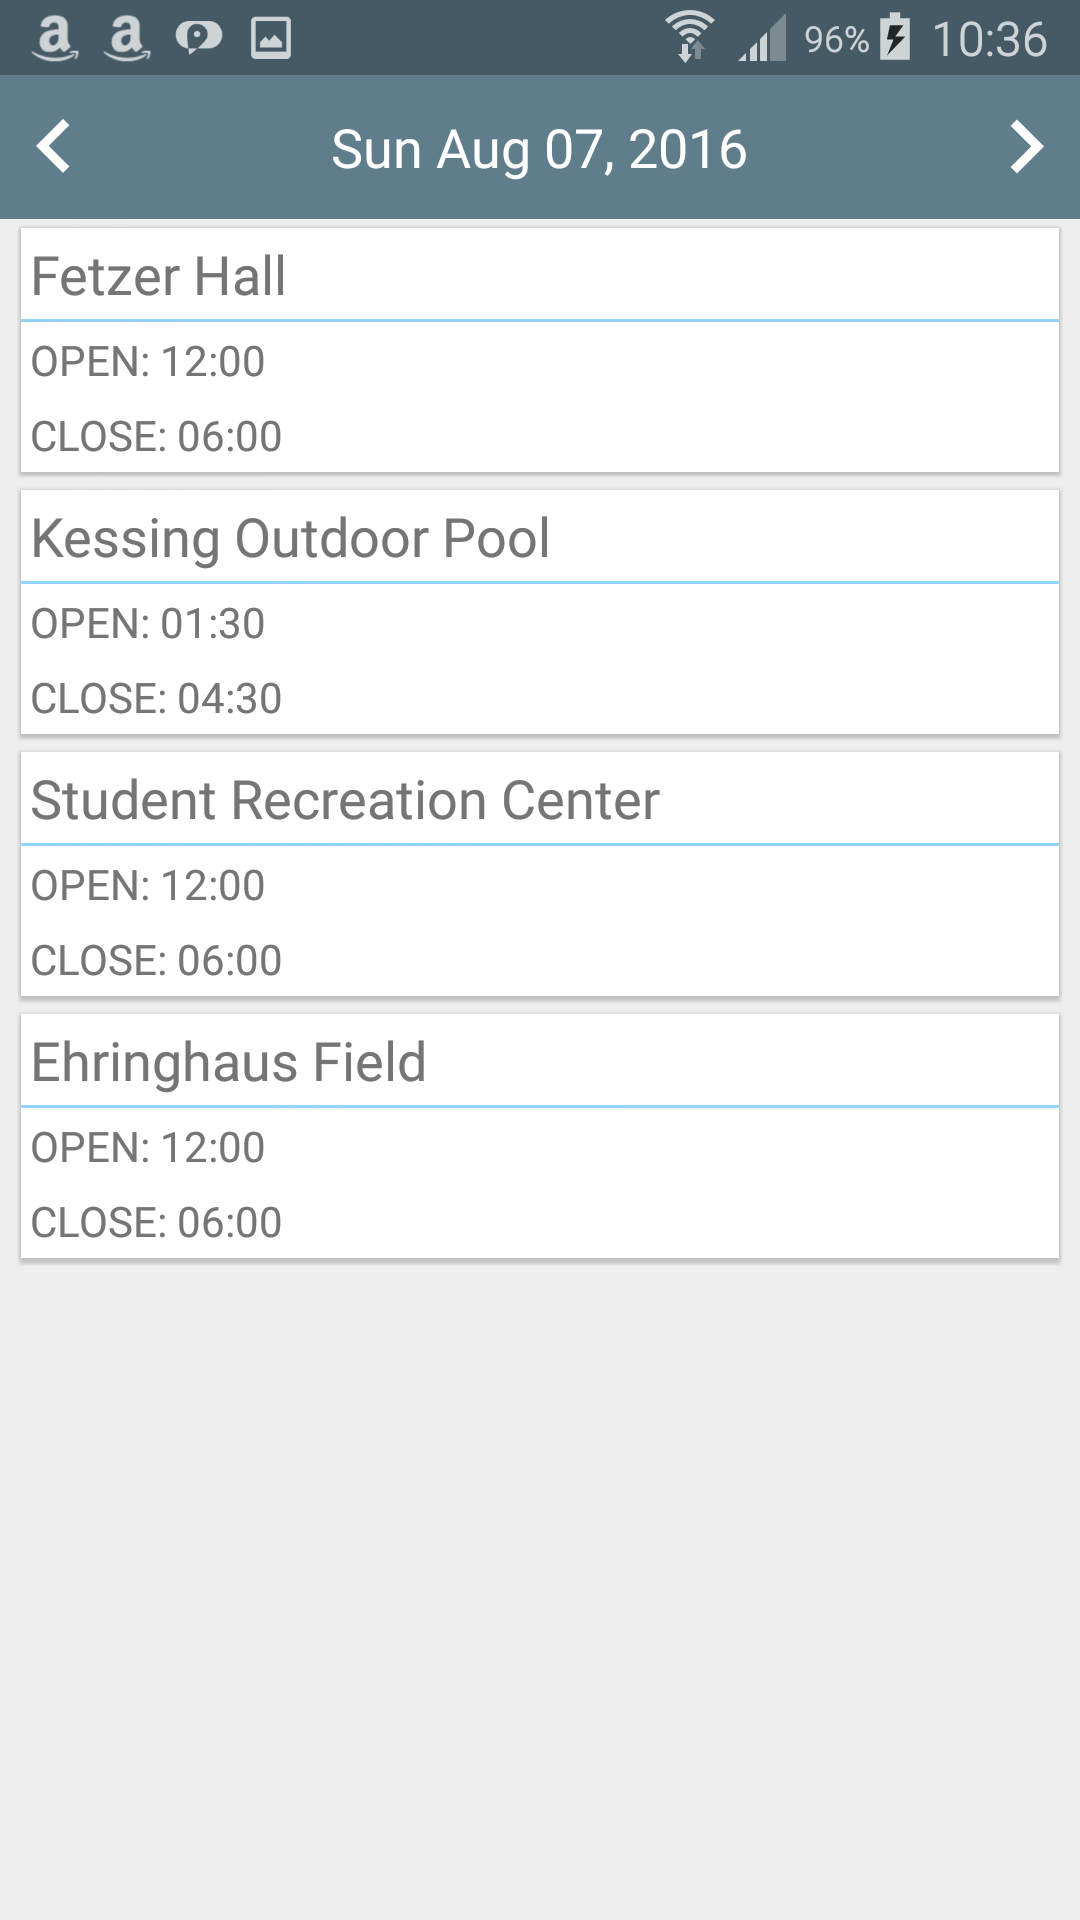 96% 10:36
Sun Aug 07, 2016
Fetzer Hall
OPEN: 12:00
CLOSE: 06:00
Kessing Outdoor Pool
OPEN: 01:30
CLOSE: 04:30
Student Recreation Center
OPEN: 12:00
CLOSE: 06:00
Ehringhaus Field
OPEN: 12:00
CLOSE: 06:00